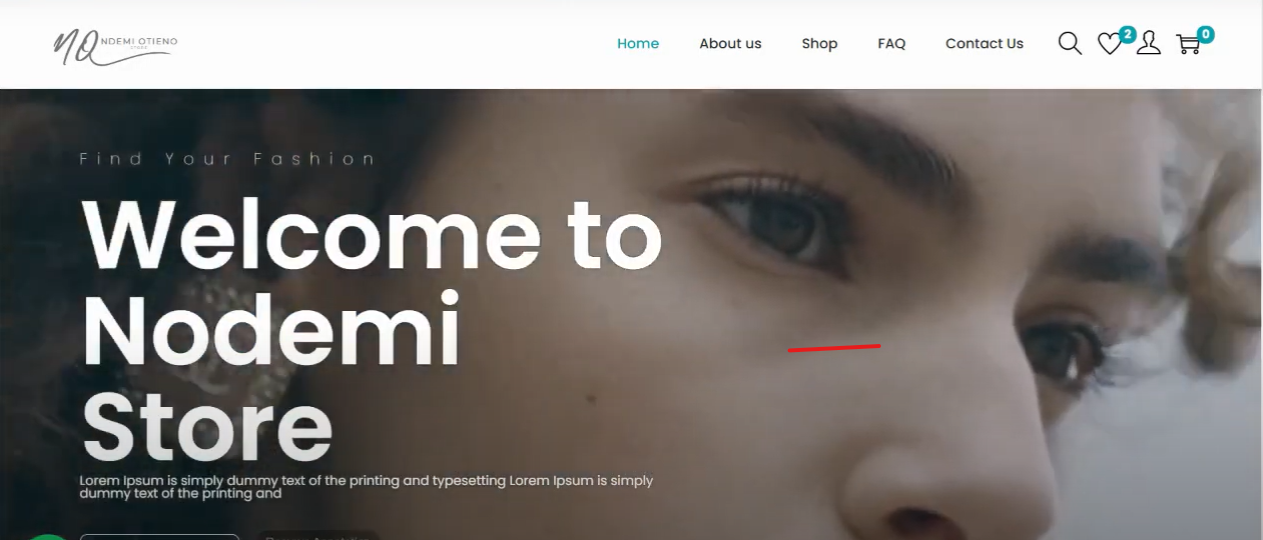 NQ NDEMI OTIENO
STORE
Home About us Shop FAQ Contact Us 2 0
Find Your Fashion
Welcome to
Nodemi
Store
Lorem Ipsum is simply dummy text of the printing and typesetting Lorem Ipsum is simply
dummy text of the printing and